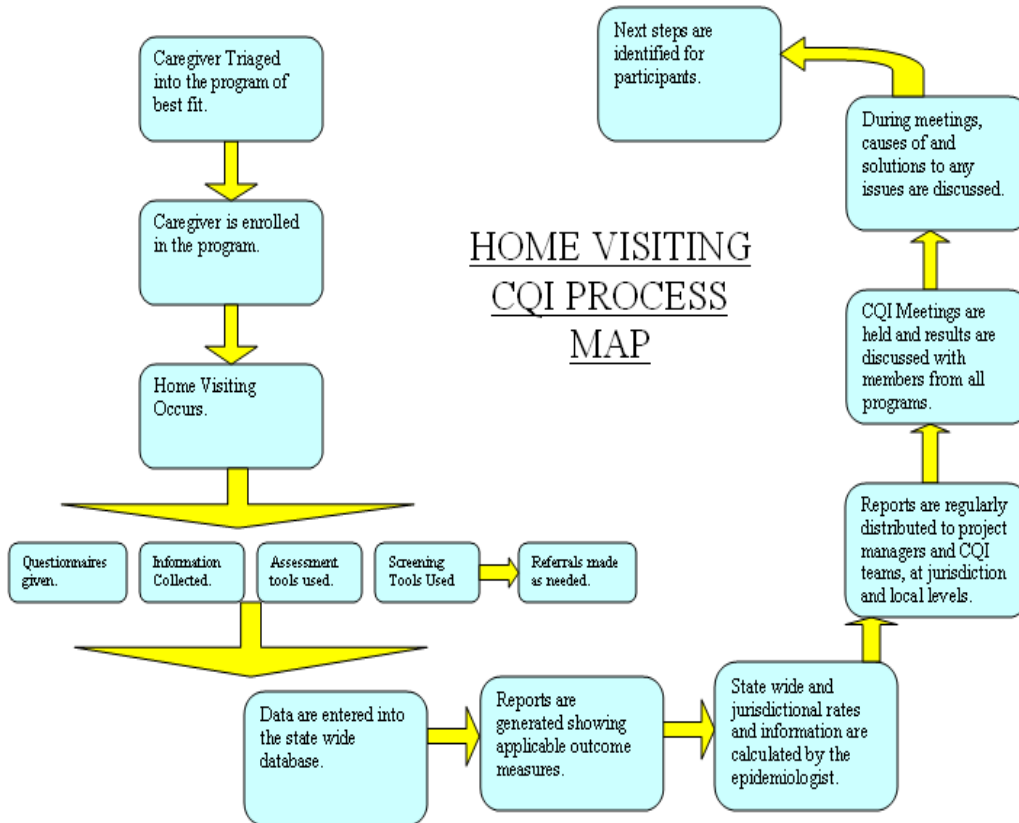 Caregiver Triaged
into the program of
best fit.
Caregiver is enrolled
in the program.
Home Visiting
Occurs.
Questionnaires
given.
Information
Collected.
Assessment
tools used.
Screening
Tools Used
Referrals made
as needed.
Data are entered into
the state wide
database.
Reports are
generated showing
applicable outcome
measures.
State wide and
jurisdictional rates
and information are
calculated by the
epidemiologist.
Reports are regularly
distributed to project
managers and CQI
teams, at jurisdiction
and local levels.
CQI Meetings are
held and results are
discussed with
members from all
programs.
During meetings,
causes of and
solutions to any
issues are discussed.
Next steps are
identified for
participants.
HOME VISITING
CQI PROCESS
MAP